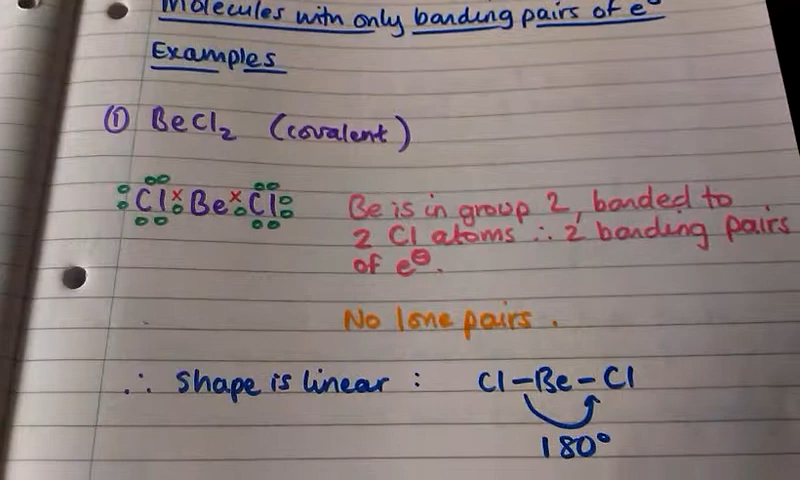 Molecules with only bonding pairs of e⊖
Examples
① BeCl₂ (covalent)
Cl Be Cl
Be is in group 2, bonded to
2 Cl atoms ∴ 2 bonding pairs
of e⊖.
No lone pairs.
∴ Shape is linear : Cl–Be–Cl
180°